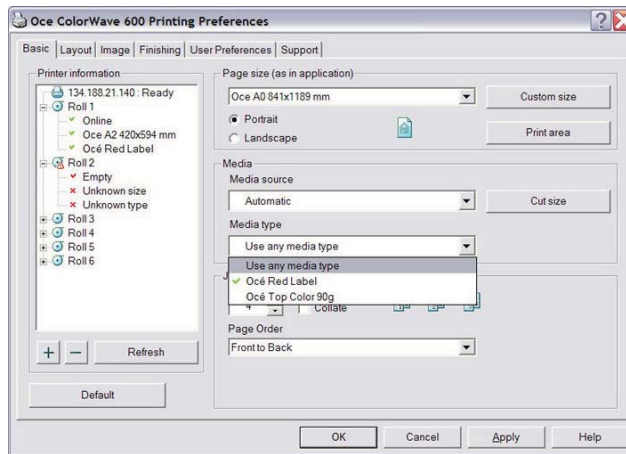 Oce ColorWave 600 Printing Preferences
Basic Layout Image Finishing User Preferences Support
Printer information
134.188.21.140 : Ready
Roll 1
Online
Oce A2 420x594 mm
Océ Red Label
Roll 2
Empty
Unknown size
Unknown type
Roll 3
Roll 4
Roll 5
Roll 6
+ − Refresh
Default
Page size (as in application)
Oce A0 841x1189 mm
Custom size
Portrait
Landscape
Print area
Media
Media source
Automatic
Cut size
Media type
Use any media type
Use any media type
Océ Red Label
Océ Top Color 90g
Collate
Page Order
Front to Back
OK Cancel Apply Help